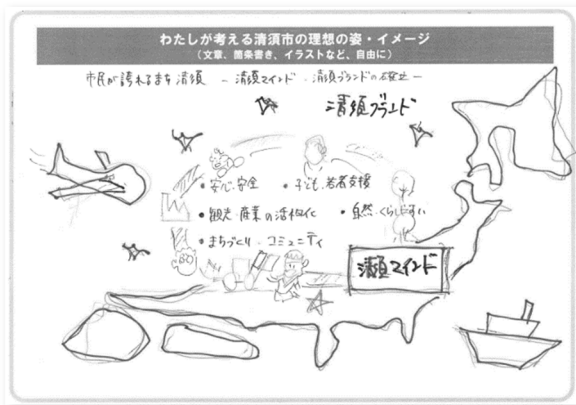 わたしが考える清須市の理想の姿・イメージ
（文章、箇条書き、イラストなど、自由に）
市民が誇れるまち清須 ー清須マインド・清須ブランドの確立ー
清須ブランド
・安心・安全 ・子ども、若者支援
・観光・産業の活性化 ・自然・くらしやすい
・まちづくり・コミュニティ
清須マインド